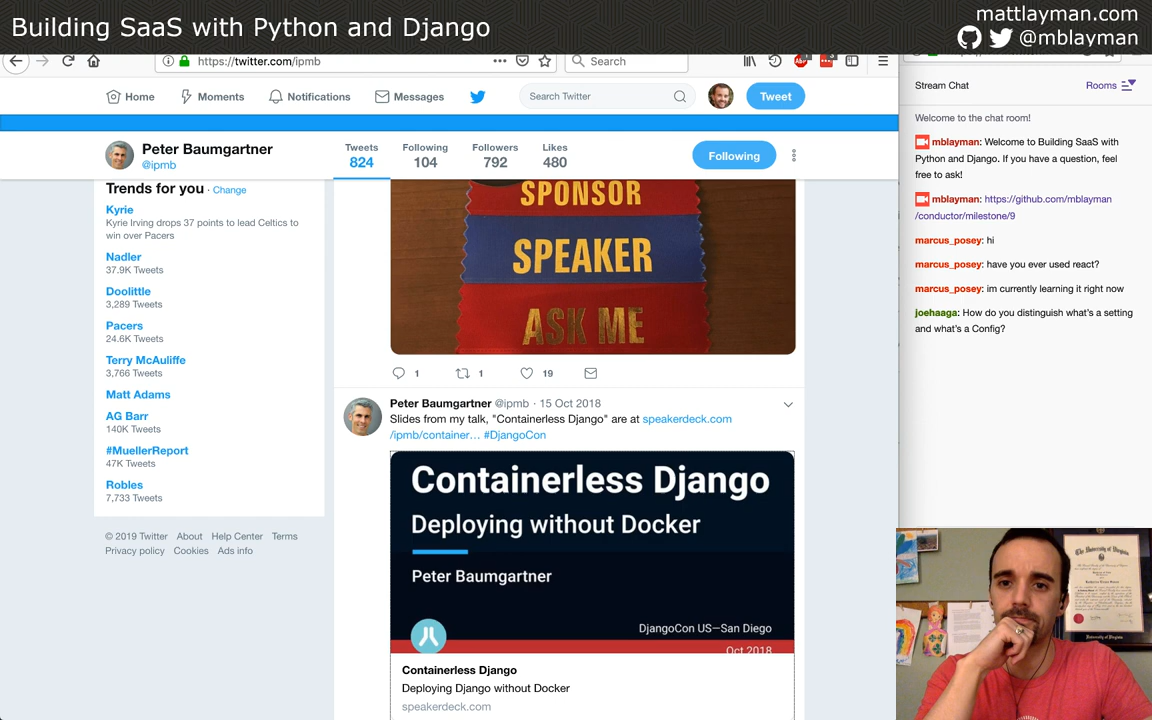 Building SaaS with Python and Django
mattlayman.com
@mblayman
https://twitter.com/ipmb
Search
Home
Moments
Notifications
Messages
Search Twitter
Tweet
Peter Baumgartner
@ipmb
Tweets
824
Following
104
Followers
792
Likes
480
Following
Trends for you · Change
Kyrie
Kyrie Irving drops 37 points to lead Celtics to
win over Pacers
Nadler
37.9K Tweets
Doolittle
3,289 Tweets
Pacers
24.6K Tweets
Terry McAuliffe
3,766 Tweets
Matt Adams
AG Barr
140K Tweets
#MuellerReport
47K Tweets
Robles
7,733 Tweets
© 2019 Twitter About Help Center Terms
Privacy policy Cookies Ads info
SPONSOR
SPEAKER
ASK ME
1
1
19
Peter Baumgartner @ipmb · 15 Oct 2018
Slides from my talk, "Containerless Django" are at speakerdeck.com
/ipmb/container… #DjangoCon
Containerless Django
Deploying without Docker
Peter Baumgartner
DjangoCon US—San Diego
Oct 2018
Containerless Django
Deploying Django without Docker
speakerdeck.com
Stream Chat
Rooms
Welcome to the chat room!
mblayman: Welcome to Building SaaS with
Python and Django. If you have a question, feel
free to ask!
mblayman: https://github.com/mblayman
/conductor/milestone/9
marcus_posey: hi
marcus_posey: have you ever used react?
marcus_posey: im currently learning it right now
joehaaga: How do you distinguish what's a setting
and what's a Config?
The University of Virginia